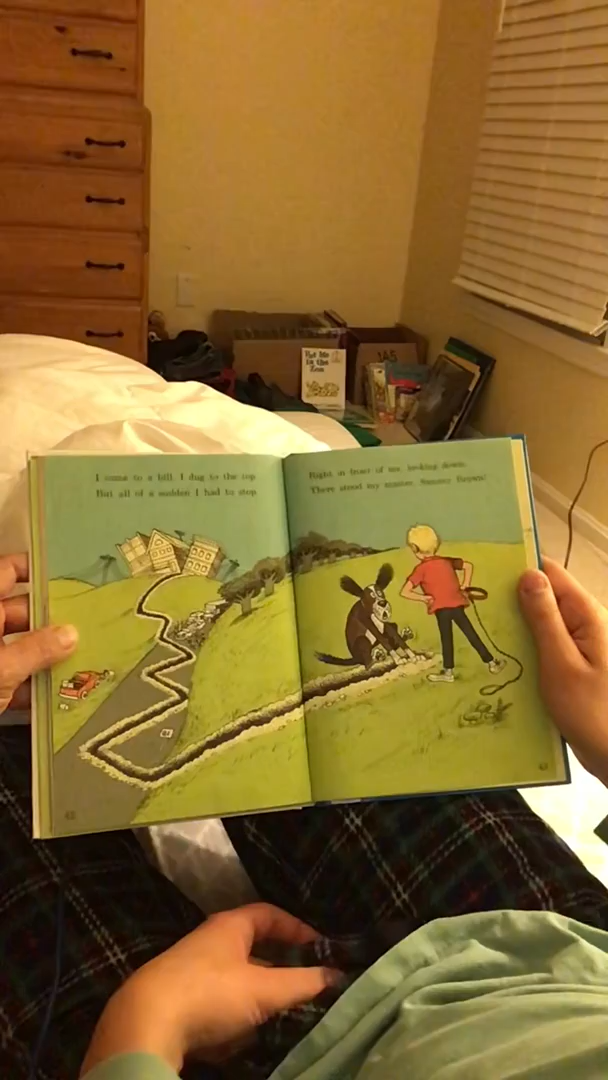 I came to a hill. I dug to the top.
But all of a sudden I had to stop.
Right in front of me, looking down,
There stood my master, Sammy Brown!
Put Me
in the
Zoo